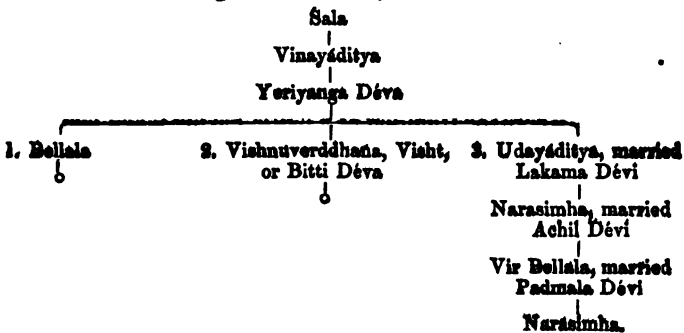 Śala
Vinayáditya
Yeriyanga Déva
1. Bellala
2. Vishnuverddhana, Visht,
or Bitti Déva
3. Udayáditya, married
Lakama Dévi
Narasimha, married
Achil Dévi
Vir Bellala, married
Padmala Dévi
Narasimha.